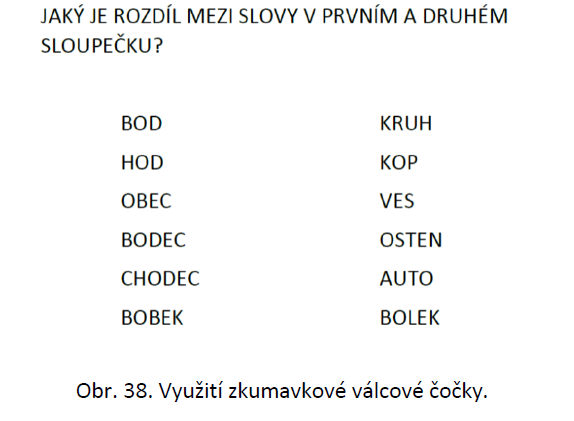 JAKÝ JE ROZDÍL MEZI SLOVY V PRVNÍM A DRUHÉM
SLOUPEČKU?
BOD KRUH
HOD KOP
OBEC VES
BODEC OSTEN
CHODEC AUTO
BOBEK BOLEK
Obr. 38. Využití zkumavkové válcové čočky.